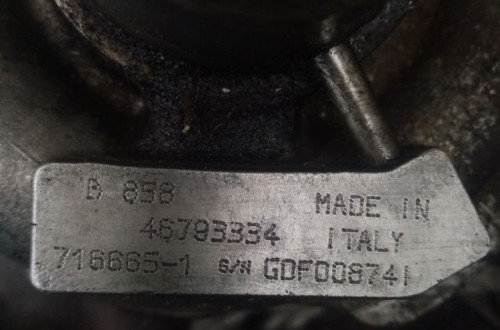 B 858 MADE IN
46793334 ITALY
716665-1 S/N GDF008741